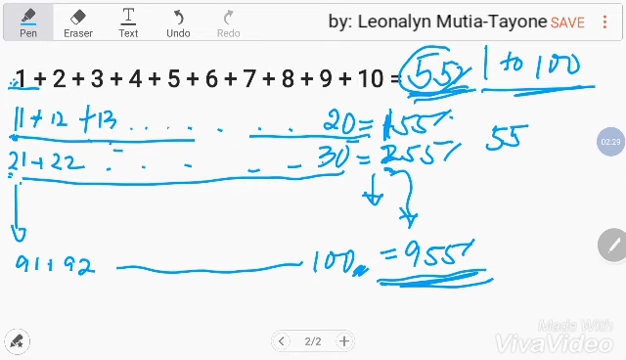 by: Leonalyn Mutia-Tayone
SAVE
Pen Eraser Text Undo Redo
1 + 2 + 3 + 4 + 5 + 6 + 7 + 8 + 9 + 10 = 55 1 to 100
11 + 12 + 13 . . . . . . . . 20 = 155
55
21 + 22 . . . - - 30 = 255
02:29
91 + 92 100 = 955
2/2
Made With
VivaVideo